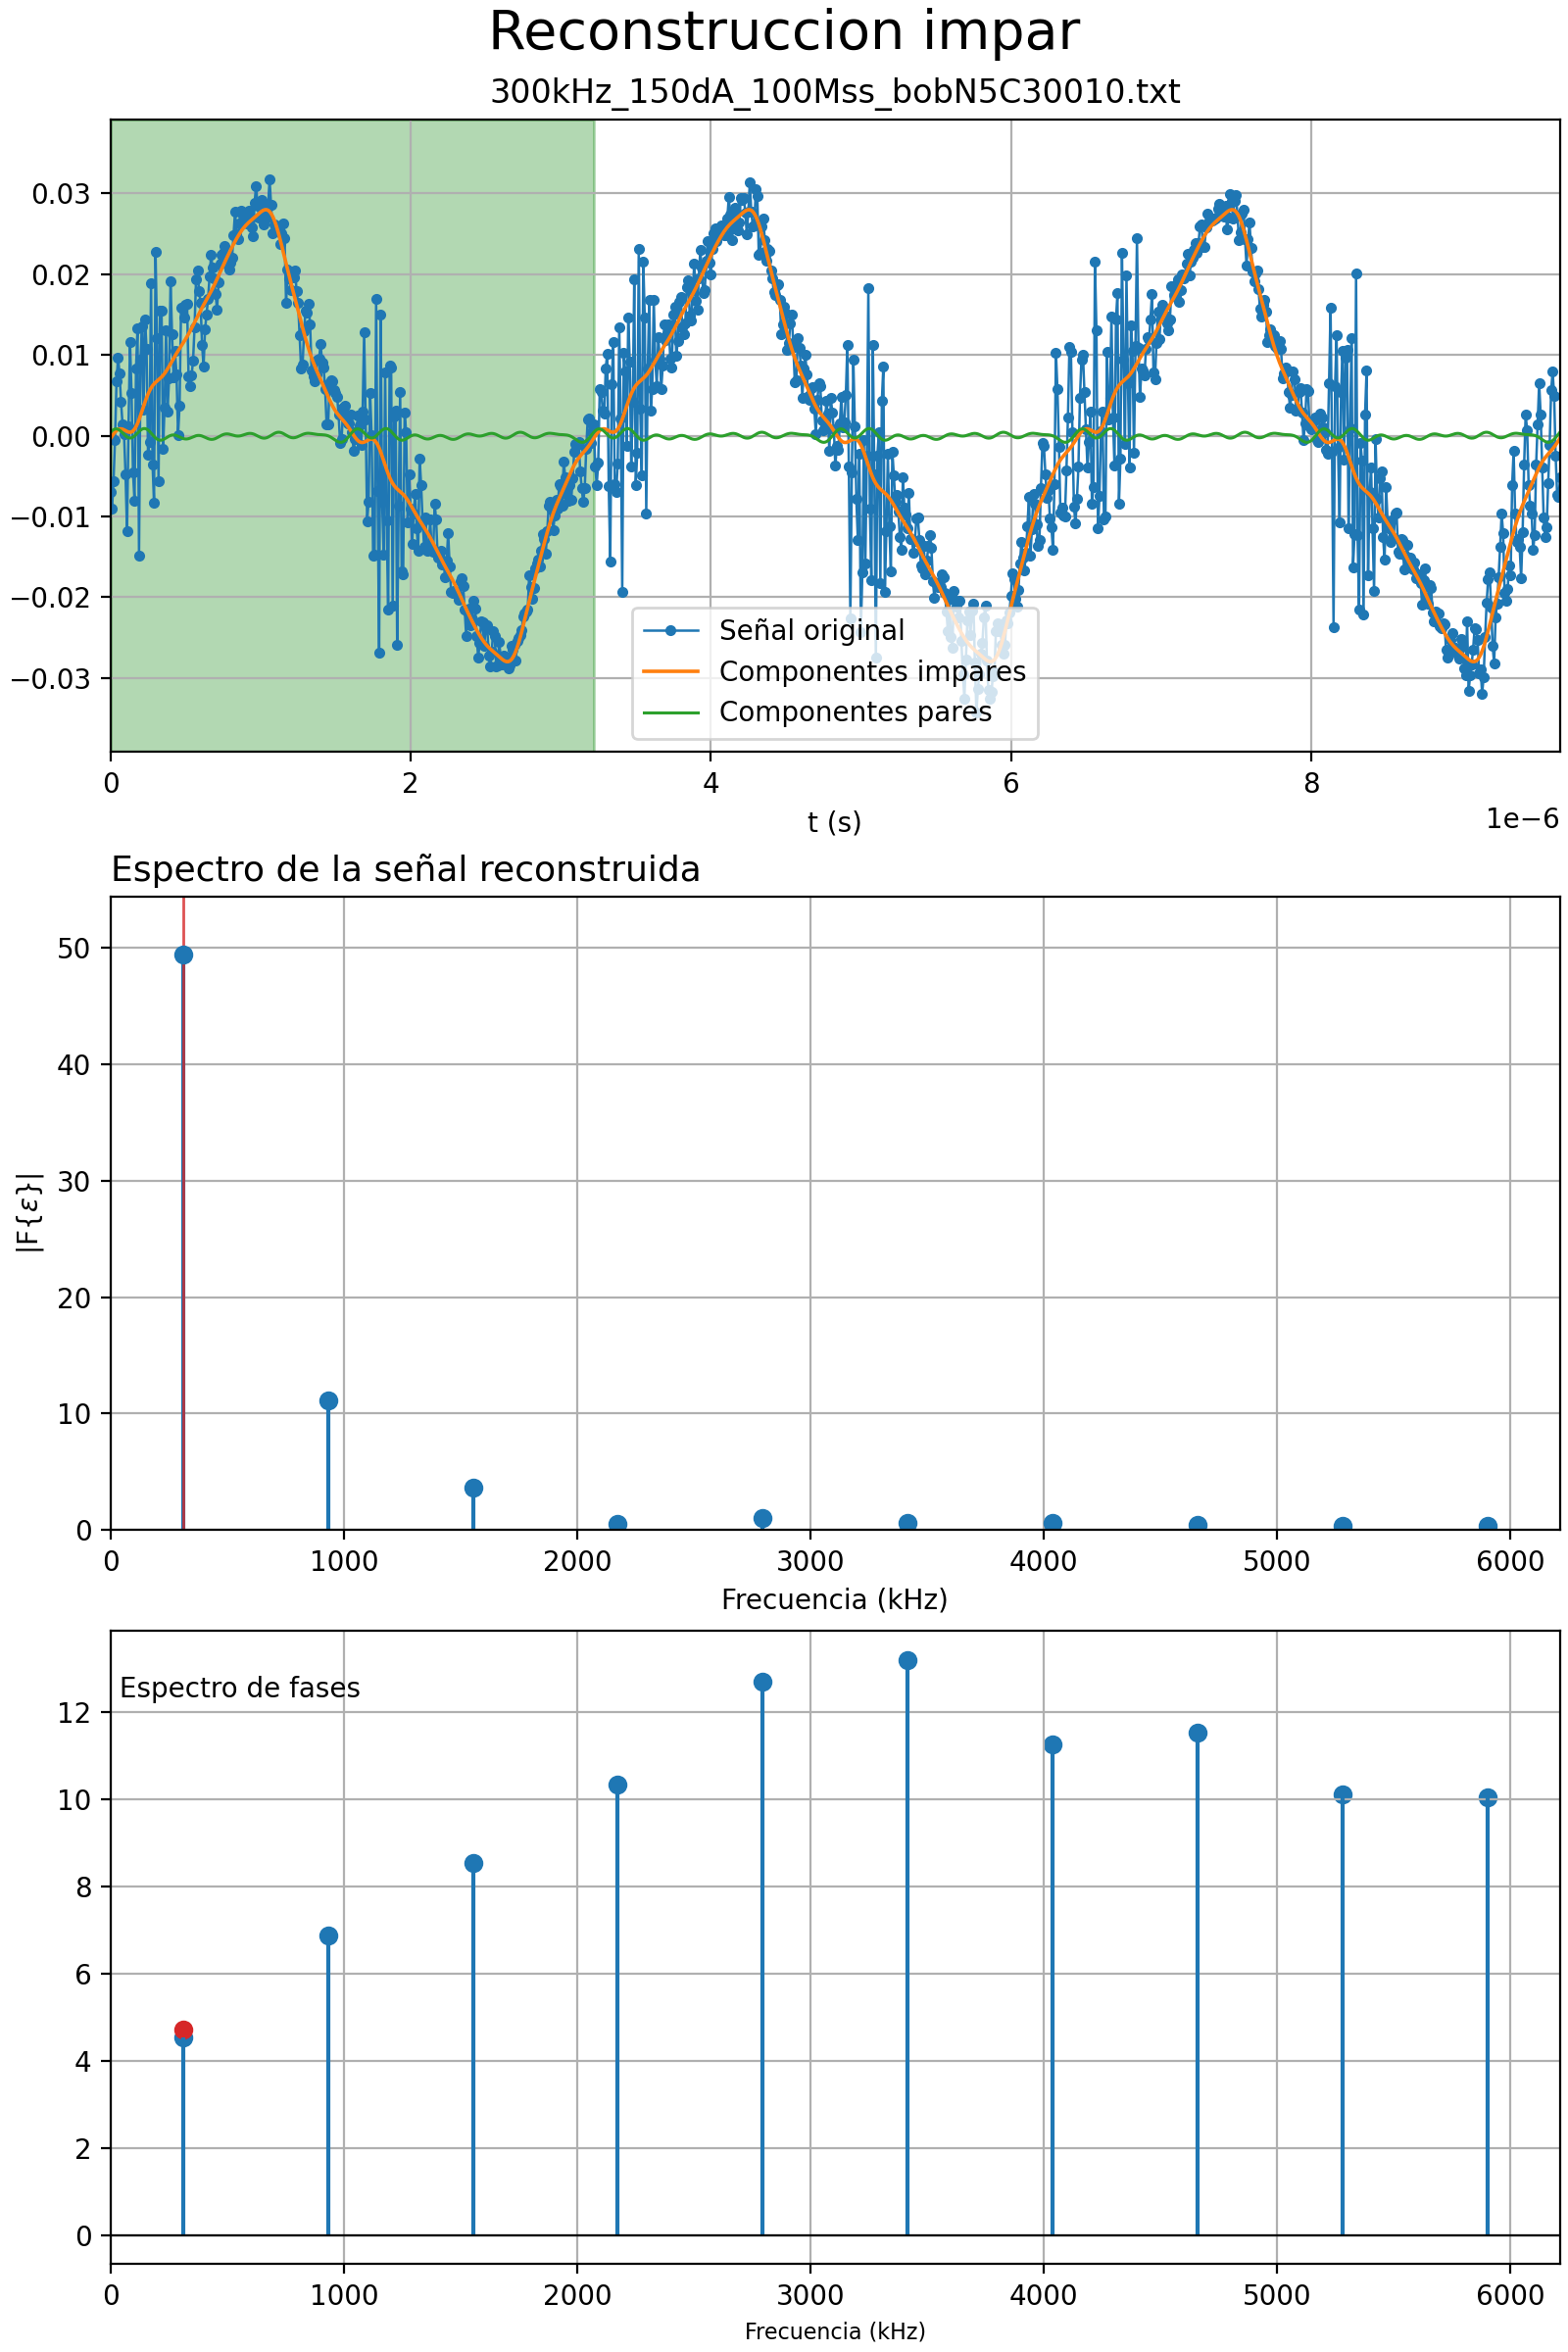 Reconstruccion impar
300kHz_150dA_100Mss_bobN5C30010.txt
0.03
0.02
0.01
0.00
−0.01
−0.02
−0.03
Señal original
Componentes impares
Componentes pares
0 2 4 6 8
t (s) 1e−6
Espectro de la señal reconstruida
50
40
30
20
10
0
|F{ε}|
0 1000 2000 3000 4000 5000 6000
Frecuencia (kHz)
Espectro de fases
12
10
8
6
4
2
0
0 1000 2000 3000 4000 5000 6000
Frecuencia (kHz)